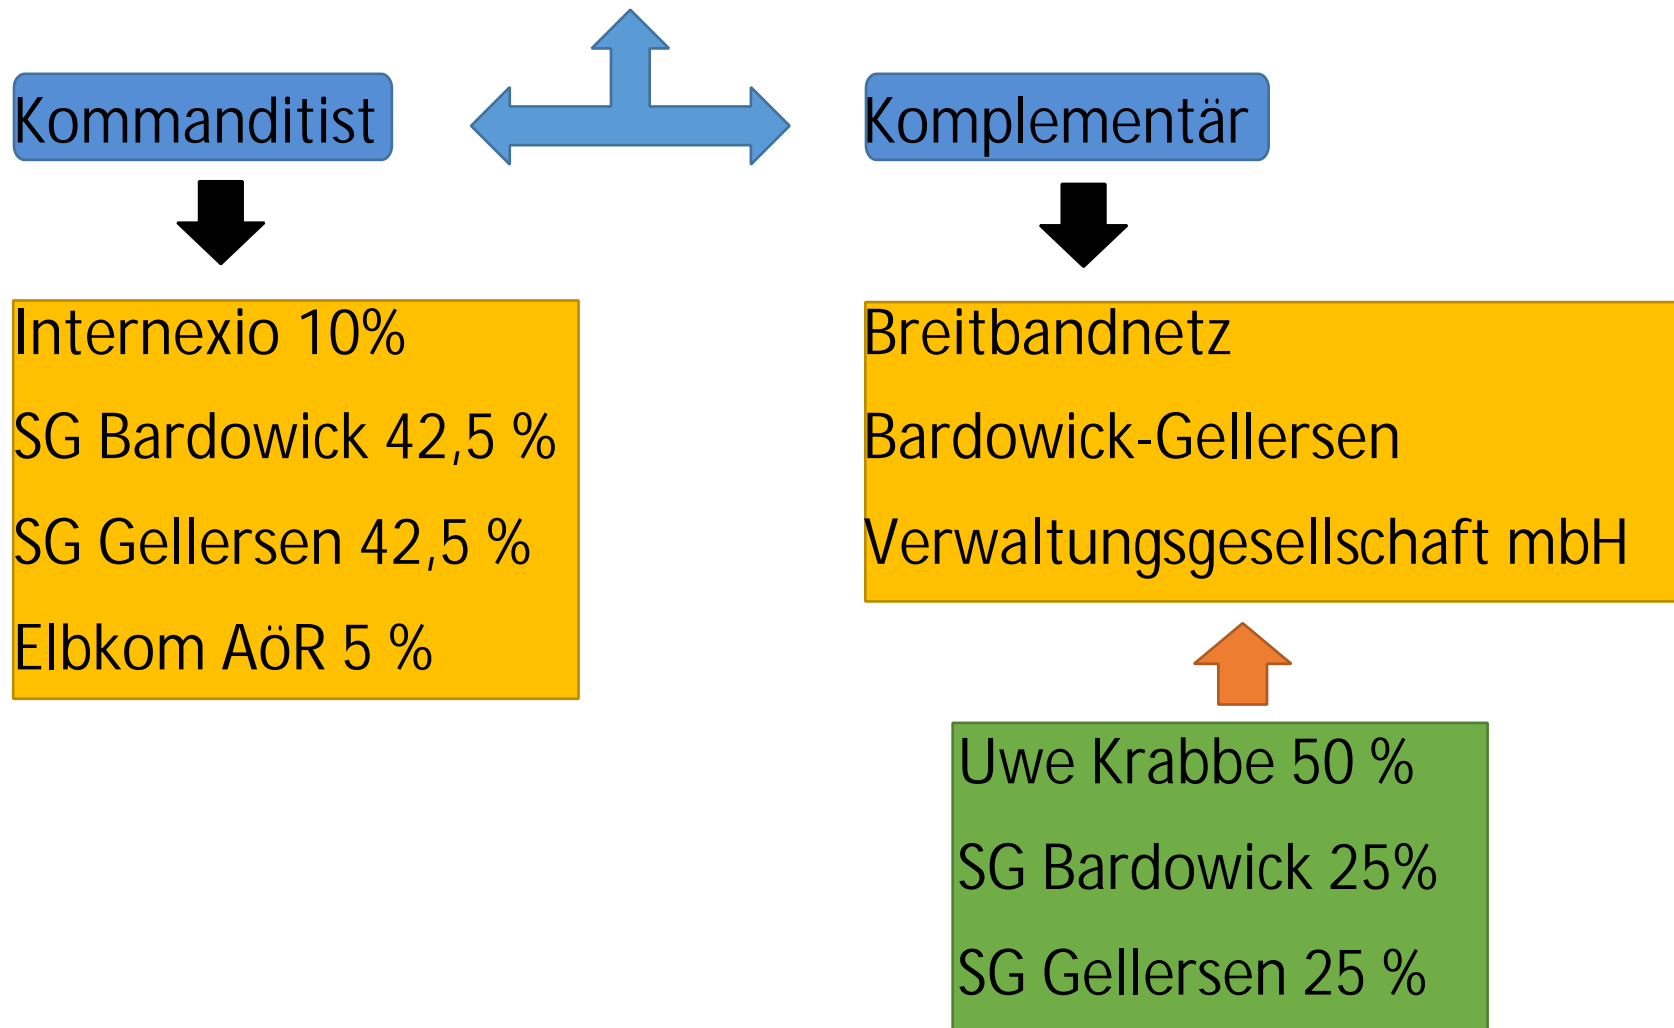 Kommanditist
Komplementär
Internexio 10%
SG Bardowick 42,5 %
SG Gellersen 42,5 %
Elbkom AöR 5 %
Breitbandnetz
Bardowick-Gellersen
Verwaltungsgesellschaft mbH
Uwe Krabbe 50 %
SG Bardowick 25%
SG Gellersen 25 %